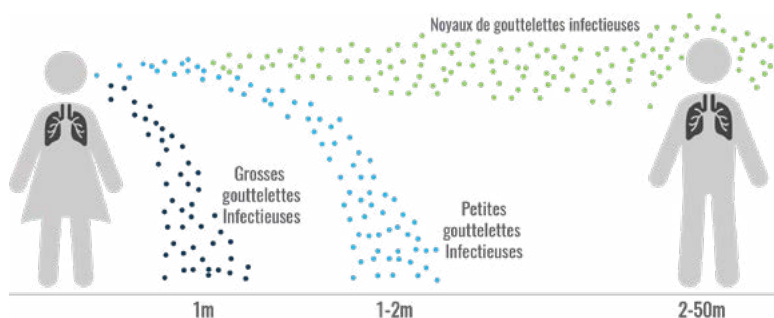 Noyaux de gouttelettes infectieuses
Grosses
gouttelettes
Infectieuses
Petites
gouttelettes
Infectieuses
1m
1-2m
2-50m